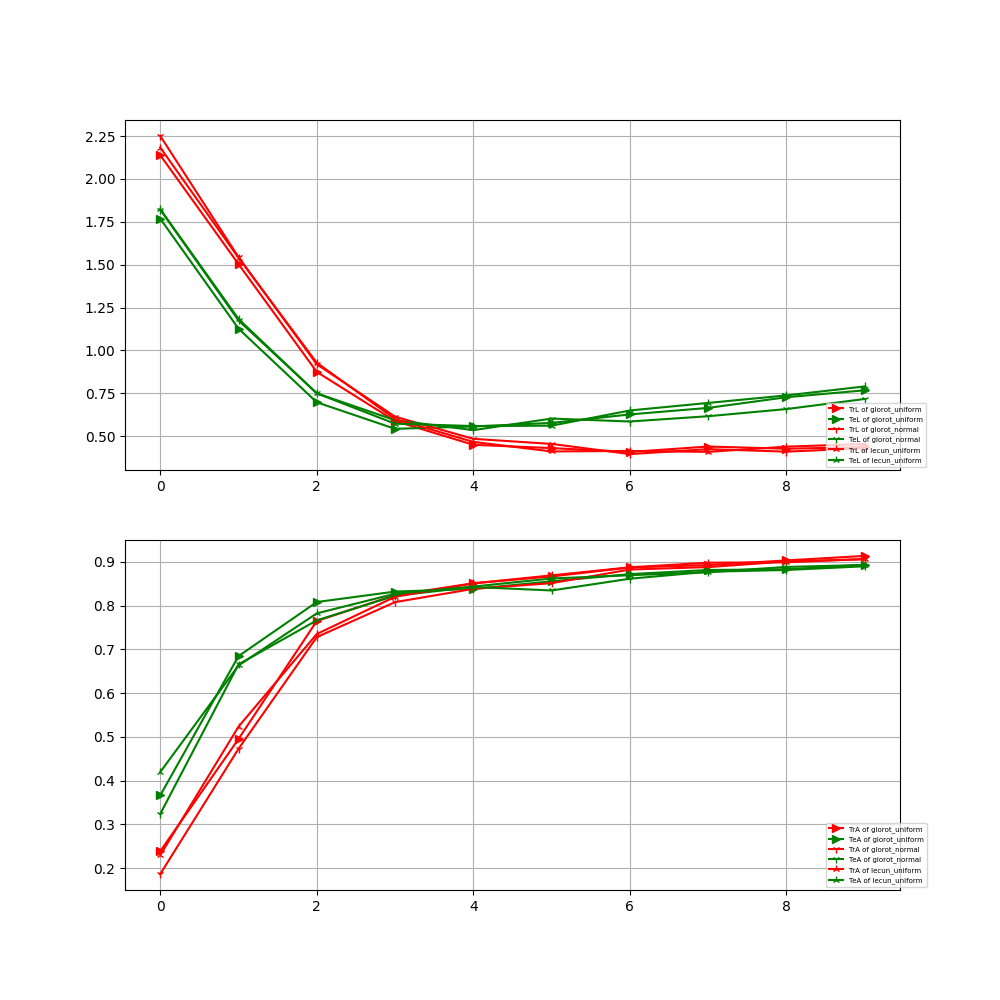 2.25
2.00
1.75
1.50
1.25
1.00
0.75
0.50
0 2 4 6 8
TrL of glorot_uniform
TeL of glorot_uniform
TrL of glorot_normal
TeL of glorot_normal
TrL of lecun_uniform
TeL of lecun_uniform
0.9
0.8
0.7
0.6
0.5
0.4
0.3
0.2
0 2 4 6 8
TrA of glorot_uniform
TeA of glorot_uniform
TrA of glorot_normal
TeA of glorot_normal
TrA of lecun_uniform
TeA of lecun_uniform